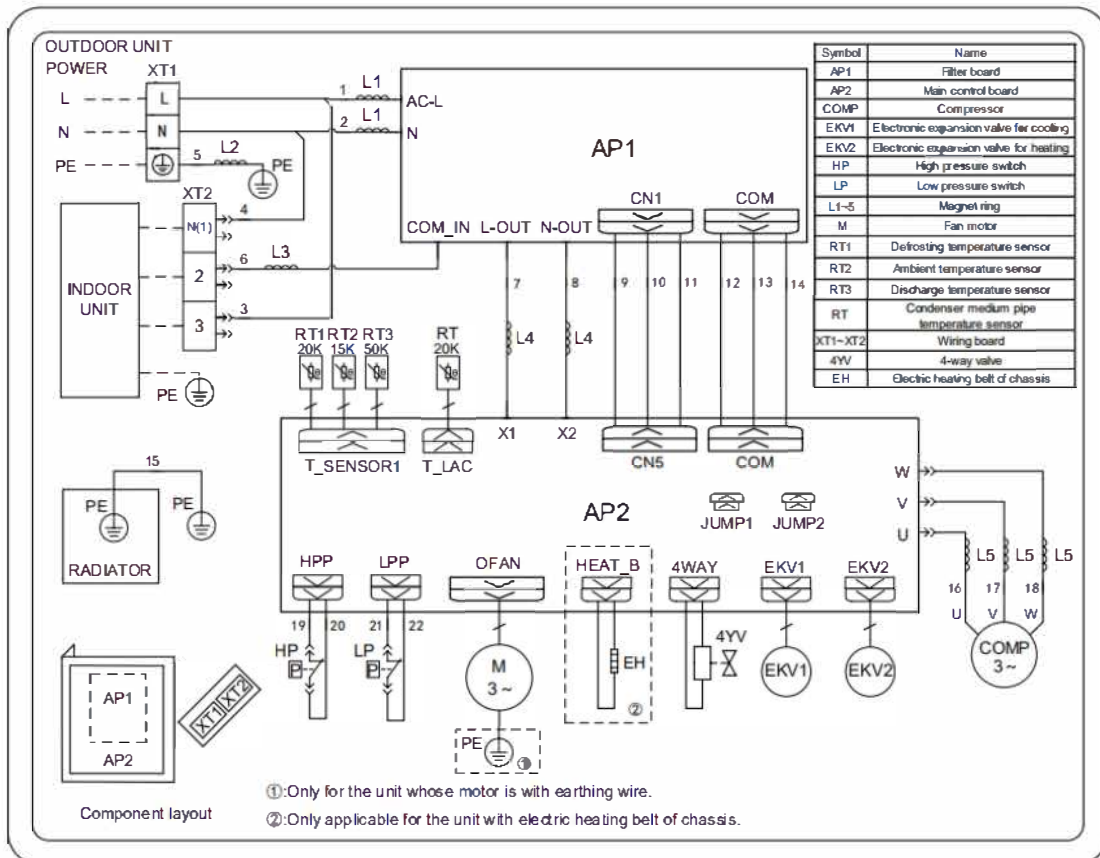 OUTDOOR UNIT
POWER
XT1
L
L
N
N
PE
1
L1
AC-L
2
L1
N
5
L2
PE
AP1
XT2
N(1)
4
2
6
L3
3
3
INDOOR
UNIT
PE
COM_IN
L-OUT
N-OUT
CN1
COM
7
8
9
10
11
12
13
14
L4
L4
RT1
RT2
RT3
RT
20K
15K
50K
20K
T_SENSOR1
T_LAC
X1
X2
CN5
COM
AP2
JUMP1
JUMP2
W
V
U
L5
L5
L5
16
17
18
U
V
W
COMP
3~
15
PE
PE
RADIATOR
HPP
LPP
OFAN
HEAT_B
4WAY
EKV1
EKV2
19
20
21
22
HP
P
LP
P
M
3~
EH
②
4YV
EKV1
EKV2
PE
①
AP1
AP2
XT1
XT2
Component layout
①:Only for the unit whose motor is with earthing wire.
②:Only applicable for the unit with electric heating belt of chassis.
Symbol Name
AP1 Filter board
AP2 Main control board
COMP Compressor
EKV1 Electronic expansion valve for cooling
EKV2 Electronic expansion valve for heating
HP High pressure switch
LP Low pressure switch
L1~5 Magnet ring
M Fan motor
RT1 Defrosting temperature sensor
RT2 Ambient temperature sensor
RT3 Discharge temperature sensor
RT Condenser medium pipe
temperature sensor
XT1~XT2 Wiring board
4YV 4-way valve
EH Electric heating belt of chassis